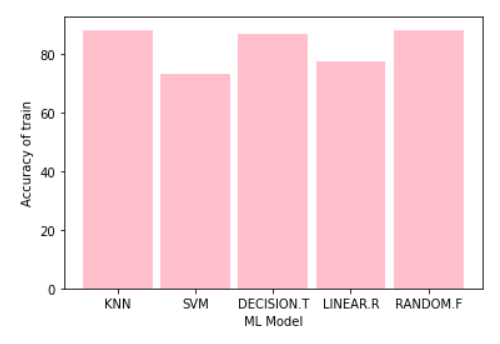 Accuracy of train
80
60
40
20
0
KNN SVM DECISION.T LINEAR.R RANDOM.F
ML Model